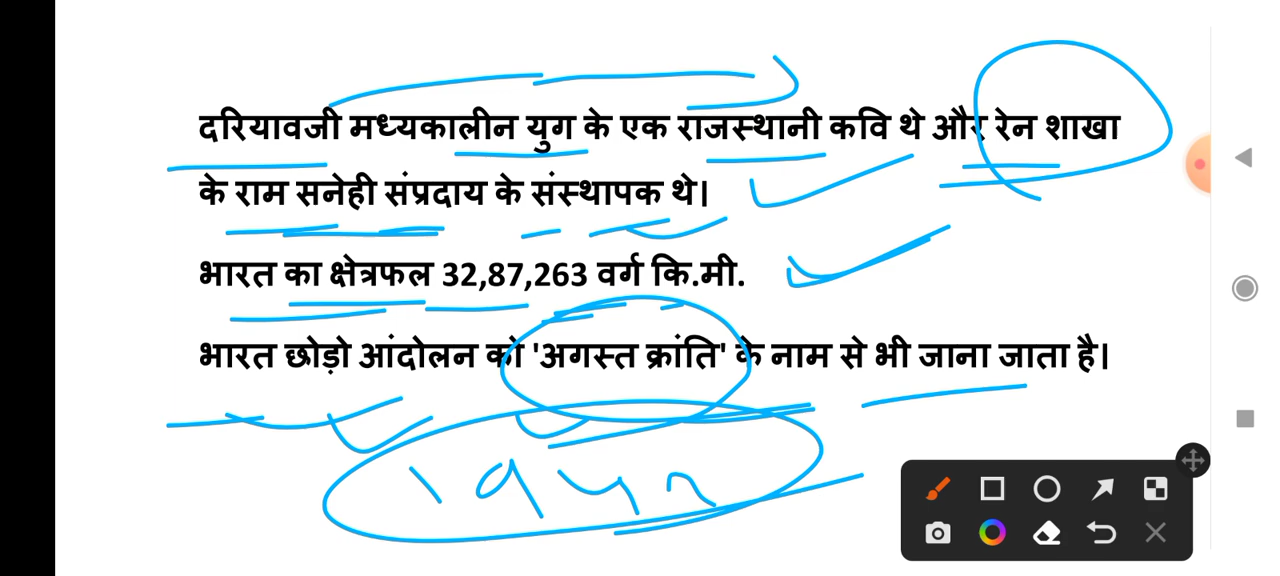 दरियावजी मध्यकालीन युग के एक राजस्थानी कवि थे और रेन शाखा
के राम सनेही संप्रदाय के संस्थापक थे।
भारत का क्षेत्रफल 32,87,263 वर्ग कि.मी.
भारत छोड़ो आंदोलन को 'अगस्त क्रांति' के नाम से भी जाना जाता है।
1942